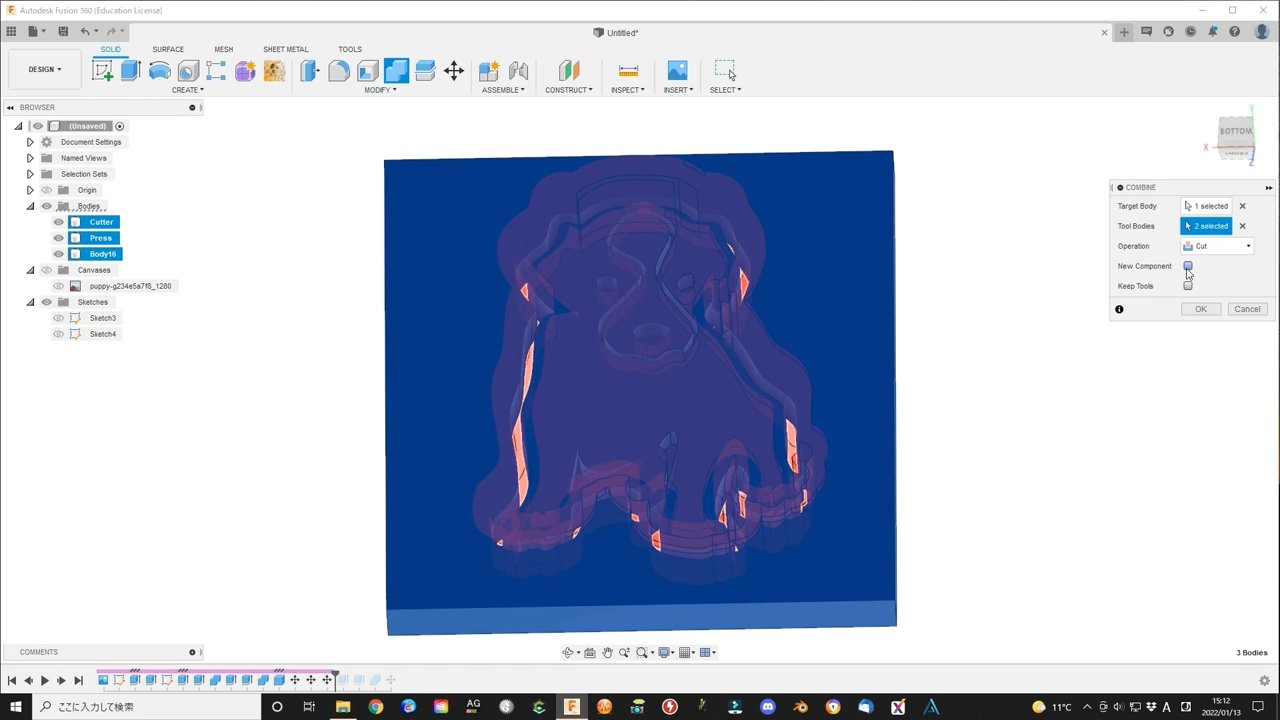 Autodesk Fusion 360 (Education License)
Untitled*
DESIGN
SOLID
SURFACE
MESH
SHEET METAL
TOOLS
CREATE
MODIFY
ASSEMBLE
CONSTRUCT
INSPECT
INSERT
SELECT
BROWSER
(Unsaved)
Document Settings
Named Views
Selection Sets
Origin
Bodies
Cutter
Press
Body16
Canvases
puppy-g234e5a7f8_1280
Sketches
Sketch3
Sketch4
Y
BOTTOM
X
Z
COMBINE
Target Body 1 selected
Tool Bodies 2 selected
Operation Cut
New Component
Keep Tools
OK Cancel
COMMENTS
3 Bodies
ここに入力して検索
AG
11°C
A
15:12
2022/01/13